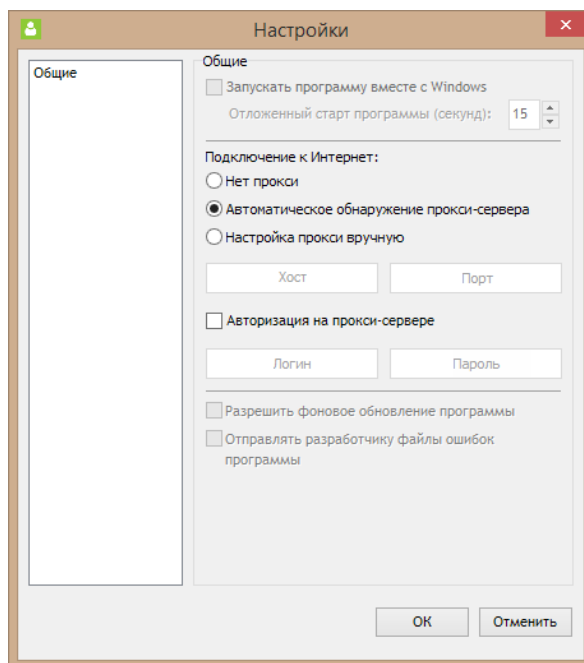 Настройки
Общие
Общие
Запускать программу вместе с Windows
Отложенный старт программы (секунд): 15
Подключение к Интернет:
Нет прокси
Автоматическое обнаружение прокси-сервера
Настройка прокси вручную
Хост Порт
Авторизация на прокси-сервере
Логин Пароль
Разрешить фоновое обновление программы
Отправлять разработчику файлы ошибок
программы
ОК Отменить